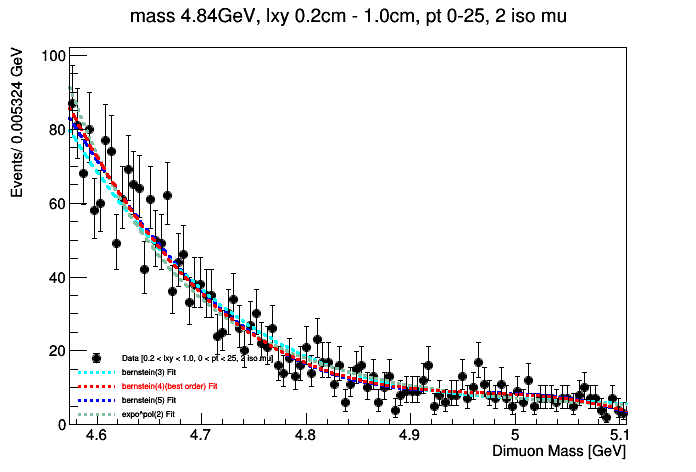 mass 4.84GeV, lxy 0.2cm - 1.0cm, pt 0-25, 2 iso mu
Events/ 0.005324 GeV
100
80
60
40
20
0
Data [0.2 < lxy < 1.0, 0 < pt < 25, 2 iso mu]
bernstein(3) Fit
bernstein(4)(best order) Fit
bernstein(5) Fit
expo*pol(2) Fit
4.6 4.7 4.8 4.9 5 5.1
Dimuon Mass [GeV]